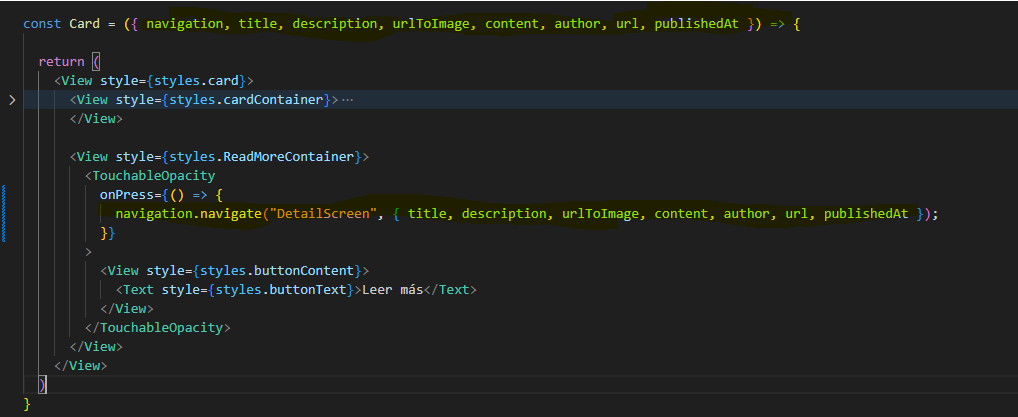 const Card = ({ navigation, title, description, urlToImage, content, author, url, publishedAt }) => {
return (
<View style={styles.card}>
<View style={styles.cardContainer}>···
</View>
<View style={styles.ReadMoreContainer}>
<TouchableOpacity
onPress={() => {
navigation.navigate("DetailScreen", { title, description, urlToImage, content, author, url, publishedAt });
}}
>
<View style={styles.buttonContent}>
<Text style={styles.buttonText}>Leer más</Text>
</View>
</TouchableOpacity>
</View>
</View>
)
}